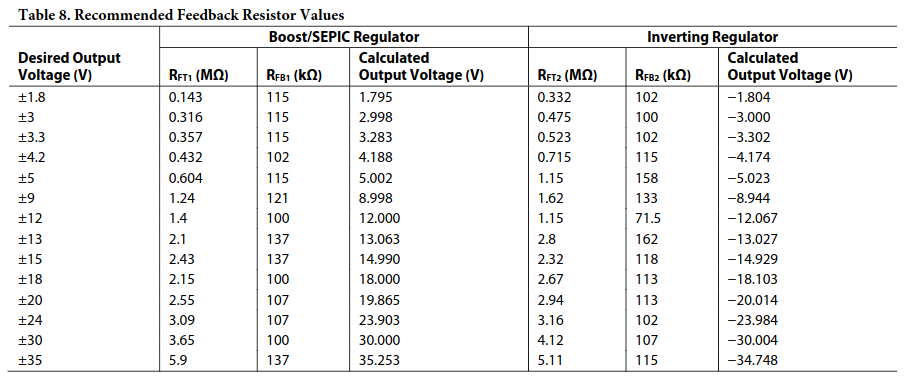 Table 8. Recommended Feedback Resistor Values
Boost/SEPIC Regulator Inverting Regulator
Desired Output Voltage (V) RFT1 (MΩ) RFB1 (kΩ) Calculated Output Voltage (V) RFT2 (MΩ) RFB2 (kΩ) Calculated Output Voltage (V)
±1.8 0.143 115 1.795 0.332 102 −1.804
±3 0.316 115 2.998 0.475 100 −3.000
±3.3 0.357 115 3.283 0.523 102 −3.302
±4.2 0.432 102 4.188 0.715 115 −4.174
±5 0.604 115 5.002 1.15 158 −5.023
±9 1.24 121 8.998 1.62 133 −8.944
±12 1.4 100 12.000 1.15 71.5 −12.067
±13 2.1 137 13.063 2.8 162 −13.027
±15 2.43 137 14.990 2.32 118 −14.929
±18 2.15 100 18.000 2.67 113 −18.103
±20 2.55 107 19.865 2.94 113 −20.014
±24 3.09 107 23.903 3.16 102 −23.984
±30 3.65 100 30.000 4.12 107 −30.004
±35 5.9 137 35.253 5.11 115 −34.748